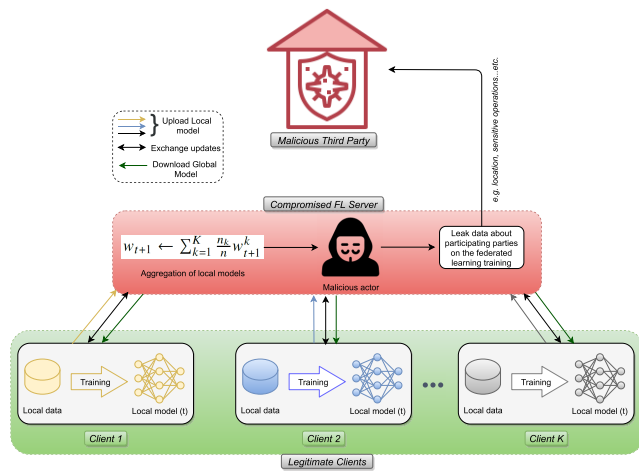 Malicious Third Party
e.g. location, sensitive operations...etc.
Upload Local
model
Exchange updates
Download Global
Model
Compromised FL Server
w_{t+1} ← ∑_{k=1}^{K} \frac{n_k}{n} w_{t+1}^{k}
Aggregation of local models
Malicious actor
Leak data about
participating parties
on the federated
learning training
Training
Local data
Local model (t)
Client 1
Training
Local data
Local model (t)
Client 2
Training
Local data
Local model (t)
Client K
Legitimate Clients